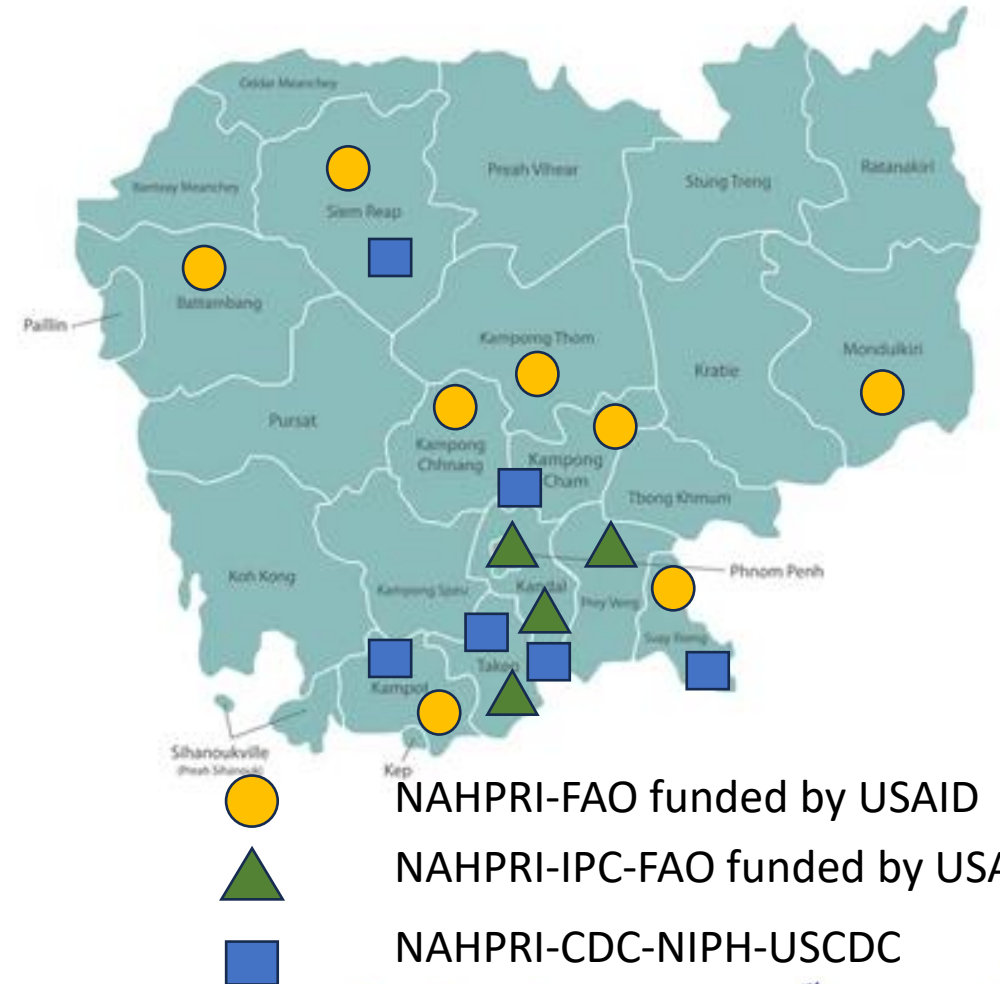 Oddar Meanchey
Banteay Meanchey
Siem Reap
Preah Vihear
Stung Treng
Ratanakiri
Battambang
Paillin
Kampomg Thom
Kratie
Mondulkiri
Pursat
Kampong
Chhnang
Kampong
Cham
Tbong Khmum
Koh Kong
Kampong Speu
Kandal
Prey Veng
Phnom Penh
Svay Rieng
Takeo
Kampot
Sihanoukville
(Preah Sihanouk)
Kep
NAHPRI-FAO funded by USAID
NAHPRI-IPC-FAO funded by USA
NAHPRI-CDC-NIPH-USCDC